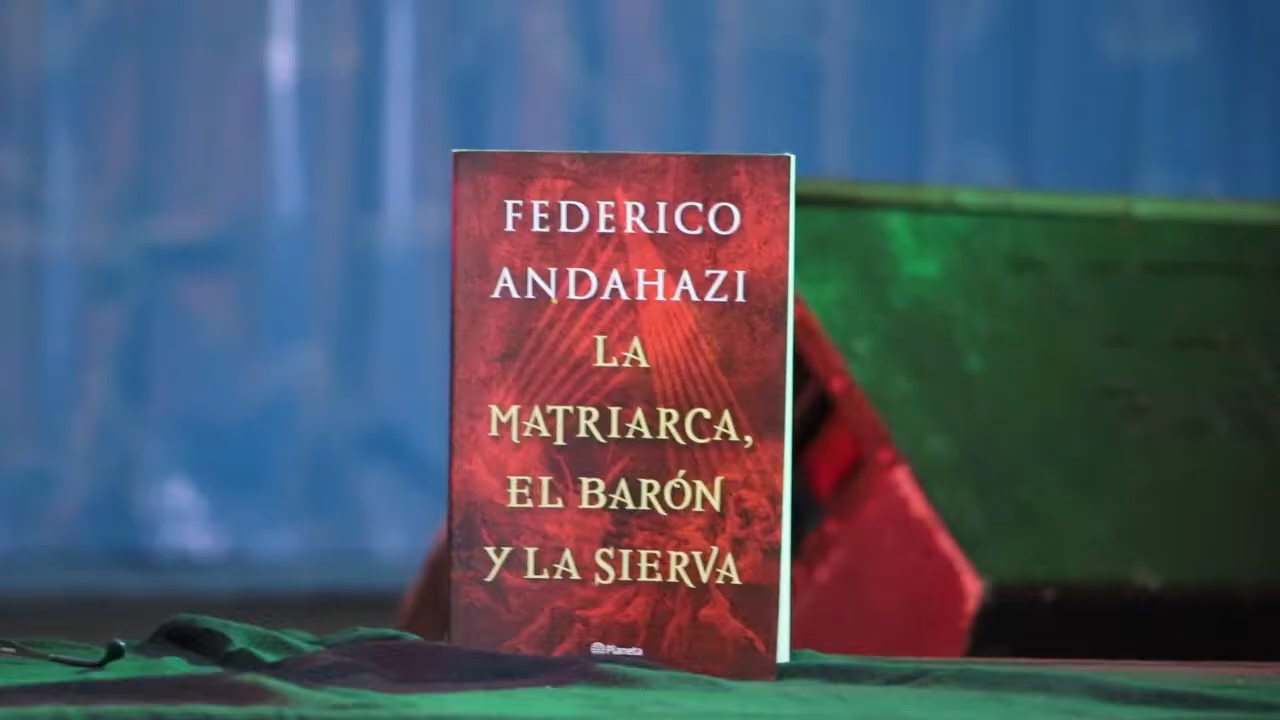 FEDERICO
ANDAHAZI
LA
MATRIARCA,
EL BARÓN
Y LA SIERVA
Planeta